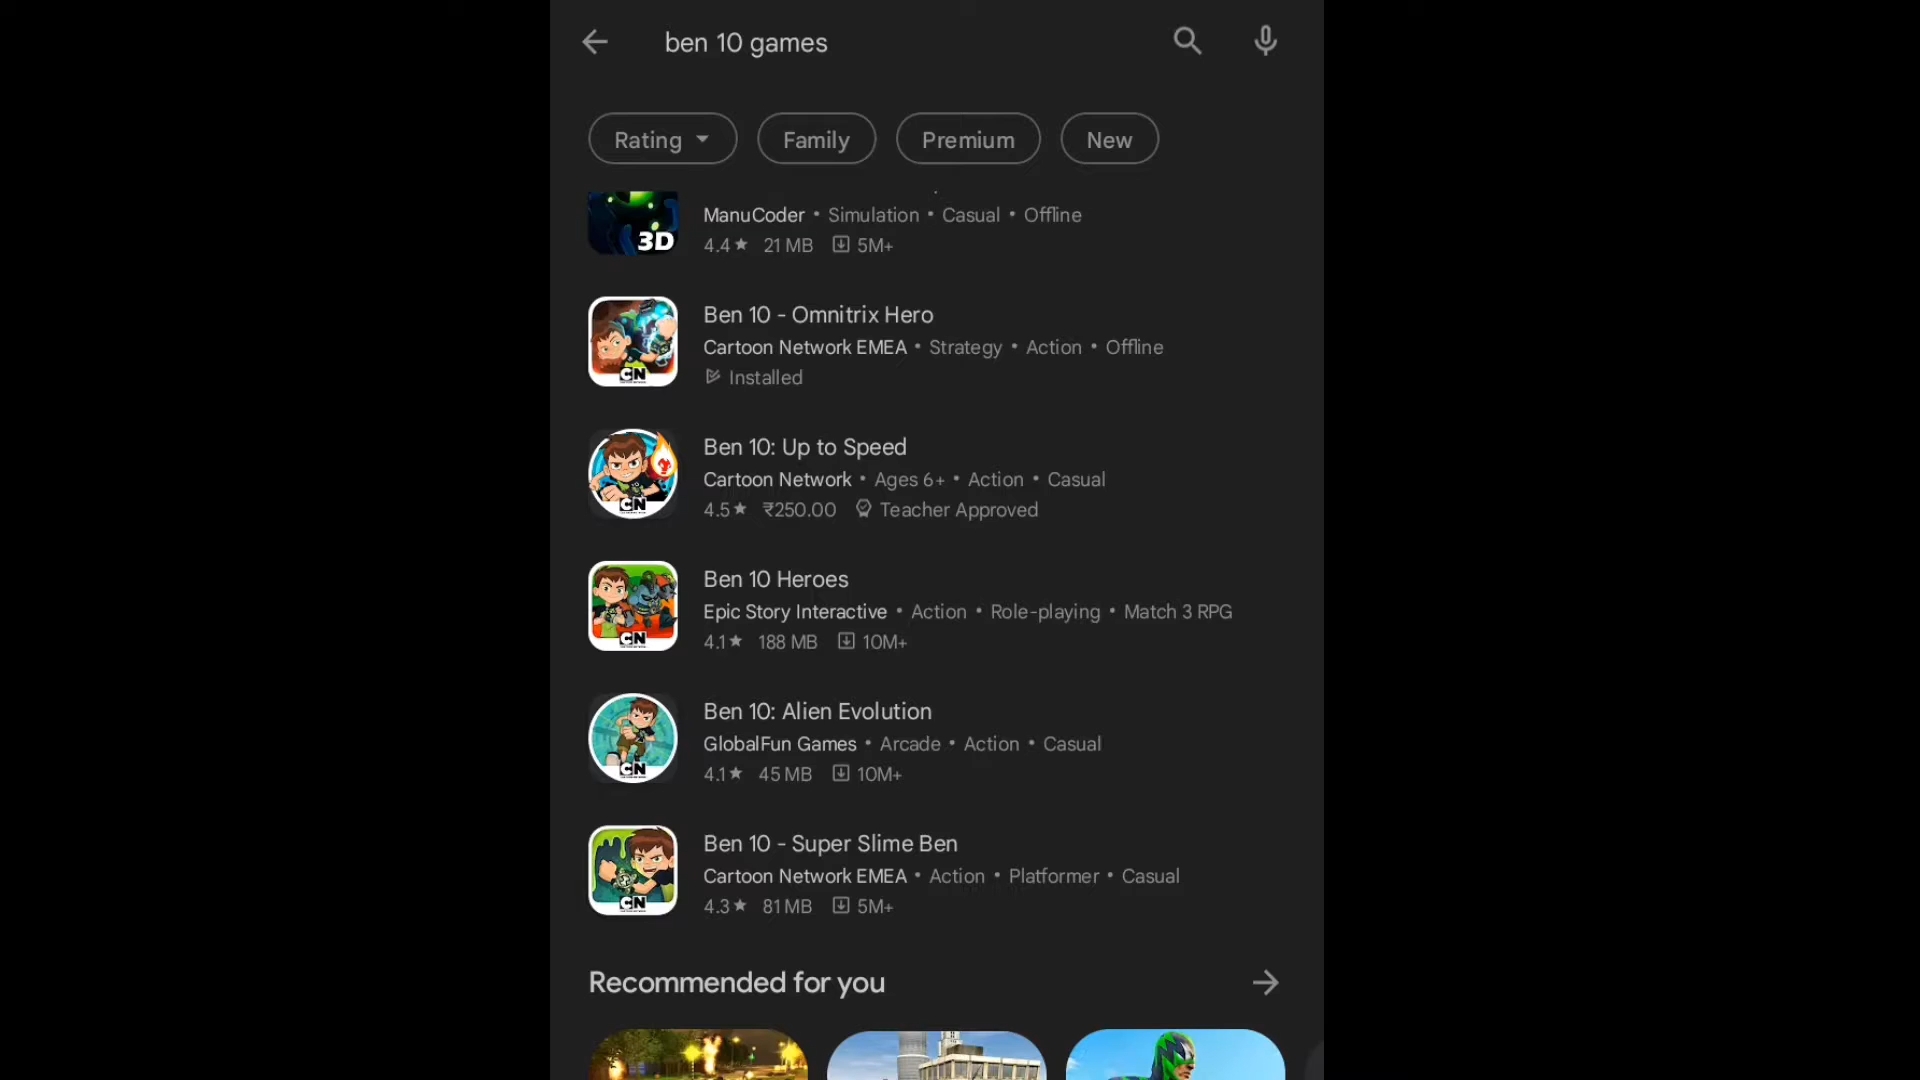 ben 10 games
Rating Family Premium New
3D
ManuCoder • Simulation • Casual • Offline
4.4★ 21 MB 5M+
Ben 10 - Omnitrix Hero
Cartoon Network EMEA • Strategy • Action • Offline
Installed
CN
Ben 10: Up to Speed
Cartoon Network • Ages 6+ • Action • Casual
4.5★ ₹250.00 Teacher Approved
CN
Ben 10 Heroes
Epic Story Interactive • Action • Role-playing • Match 3 RPG
4.1★ 188 MB 10M+
CN
Ben 10: Alien Evolution
GlobalFun Games • Arcade • Action • Casual
4.1★ 45 MB 10M+
CN
Ben 10 - Super Slime Ben
Cartoon Network EMEA • Action • Platformer • Casual
4.3★ 81 MB 5M+
CN
Recommended for you